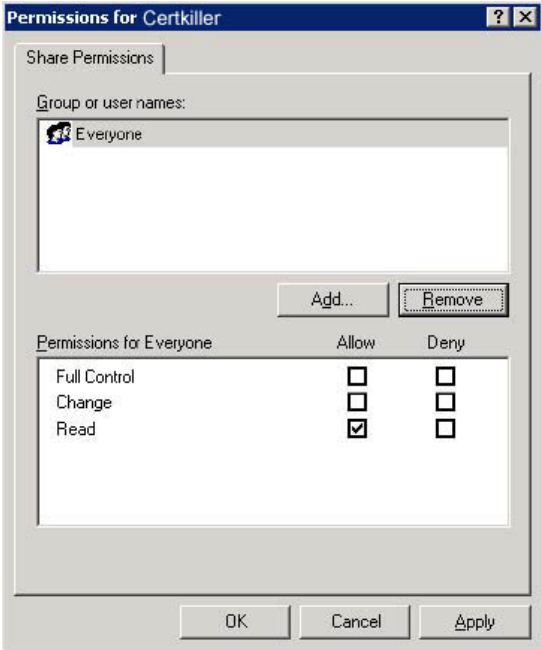 Permissions for Certkiller
Share Permissions
Group or user names:
Everyone
Add... Remove
Permissions for Everyone Allow Deny
Full Control
Change
Read
OK Cancel Apply